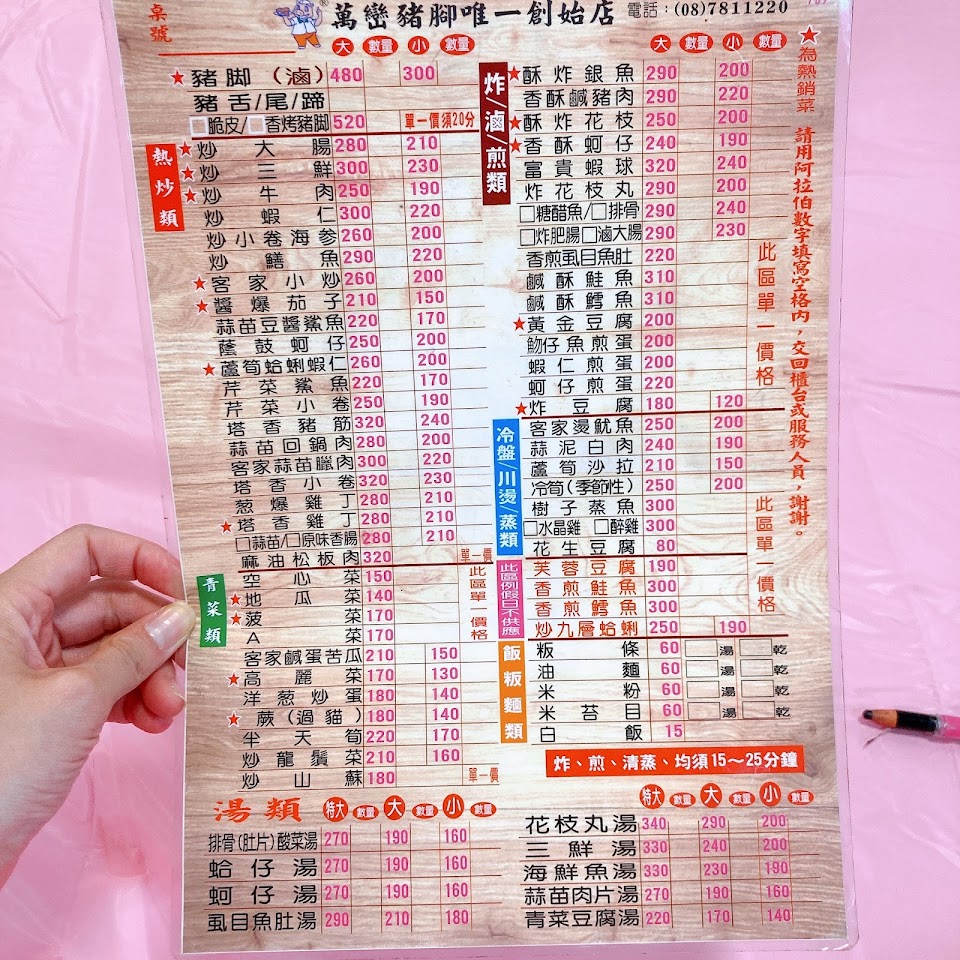 桌號
萬巒豬腳唯一創始店 電話：(08)7811220
大 數量 小 數量
★豬脚（滷） 480 300
豬舌/尾/蹄
□脆皮/□香烤豬脚 520 單一價須20分
熱炒類
★炒大腸 280 210
★炒三鮮 300 230
★炒牛肉 250 190
炒蝦仁 300 220
炒小卷海參 260 200
炒鱔魚 290 220
★客家小炒 260 200
★醬爆茄子 210 150
蒜苗豆醬鯊魚 220 170
蔭鼓蚵仔 250 200
★蘆筍蛤蜊蝦仁 260 200
芹菜鯊魚 220 170
芹菜小卷 250 190
塔香豬筋 320 240
蒜苗回鍋肉 280 200
客家蒜苗臘肉 300 220
塔香小卷 320 230
葱爆雞丁 280 210
★塔香雞丁 280 210
□蒜苗/□原味香腸 280 210
麻油松板肉 320 單一價
青菜類
空心菜 150
★地瓜菜 140
★菠菜 170
A菜 170
此區單一價格
客家鹹蛋苦瓜 210 150
★高麗菜 170 130
洋葱炒蛋 180 140
★蕨（過貓） 180 140
半天筍 220 170
炒龍鬚菜 210 160
炒山蘇 180 單一價
大 數量 小 數量
炸/滷/煎類
★酥炸銀魚 290 200
香酥鹹豬肉 290 220
★酥炸花枝 250 200
★香酥蚵仔 240 190
富貴蝦球 320 240
炸花枝丸 290 200
□糖醋魚/□排骨 290 240
□炸肥腸□滷大腸 290 230
香煎虱目魚肚 220
鹹酥鮭魚 310
鹹酥鱈魚 310
★黃金豆腐 200
魩仔魚煎蛋 200
蝦仁煎蛋 200
蚵仔煎蛋 220
此區單一價格
★炸豆腐 180 120
冷盤/川燙/蒸類
客家燙魷魚 250 200
蒜泥白肉 240 190
蘆筍沙拉 210 150
冷筍（季節性） 250 200
樹子蒸魚 300
□水晶雞□醉雞 300
花生豆腐 80
此區例假日不供應
芙蓉豆腐 190
香煎鮭魚 300
香煎鱈魚 300
此區單一價格
炒九層蛤蜊 250 190
飯粄麵類
粄條 60 □湯□乾
油麵 60 □湯□乾
米粉 60 □湯□乾
米苔目 60 □湯□乾
白飯 15
炸、煎、清蒸、均須15～25分鐘
★為熱銷菜 請用阿拉伯數字填寫空格內，交回櫃台或服務人員，謝謝。
湯類 特大 數量 大 數量 小 數量
排骨（肚片）酸菜湯 270 190 160
蛤仔湯 270 190 160
蚵仔湯 270 190 160
虱目魚肚湯 290 210 180
特大 數量 大 數量 小 數量
花枝丸湯 340 290 200
三鮮湯 330 240 200
海鮮魚湯 330 230 190
蒜苗肉片湯 270 190 160
青菜豆腐湯 220 170 140